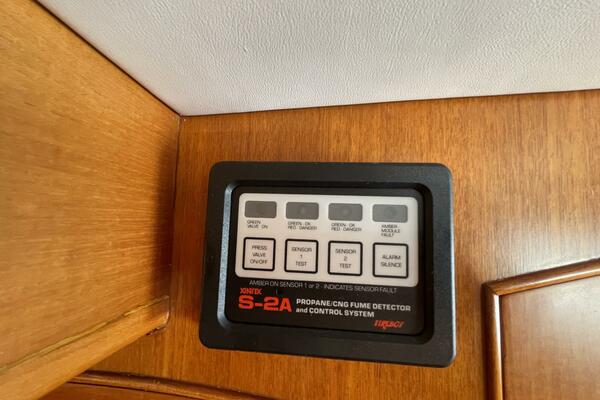 GREEN VALVE ON
GREEN - OK RED - DANGER
GREEN - OK RED - DANGER
AMBER MODULE FAULT
PRESS VALVE ON/OFF
SENSOR 1 TEST
SENSOR 2 TEST
ALARM SILENCE
AMBER ON SENSOR 1 or 2 - INDICATES SENSOR FAULT
XINTEX
S-2A PROPANE/CNG FUME DETECTOR
and CONTROL SYSTEM
FIREBOY